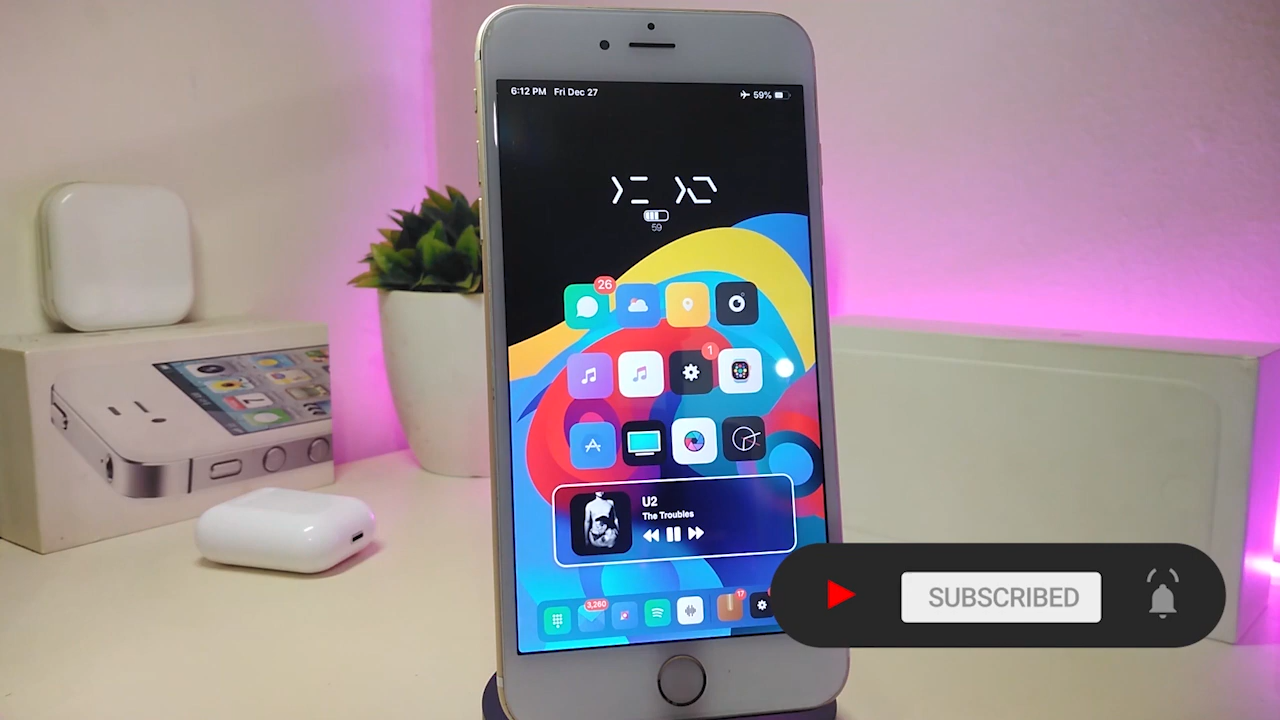 6:12 PM Fri Dec 27
59%
59
26
1
U2
The Troubles
3,260
17
SUBSCRIBED